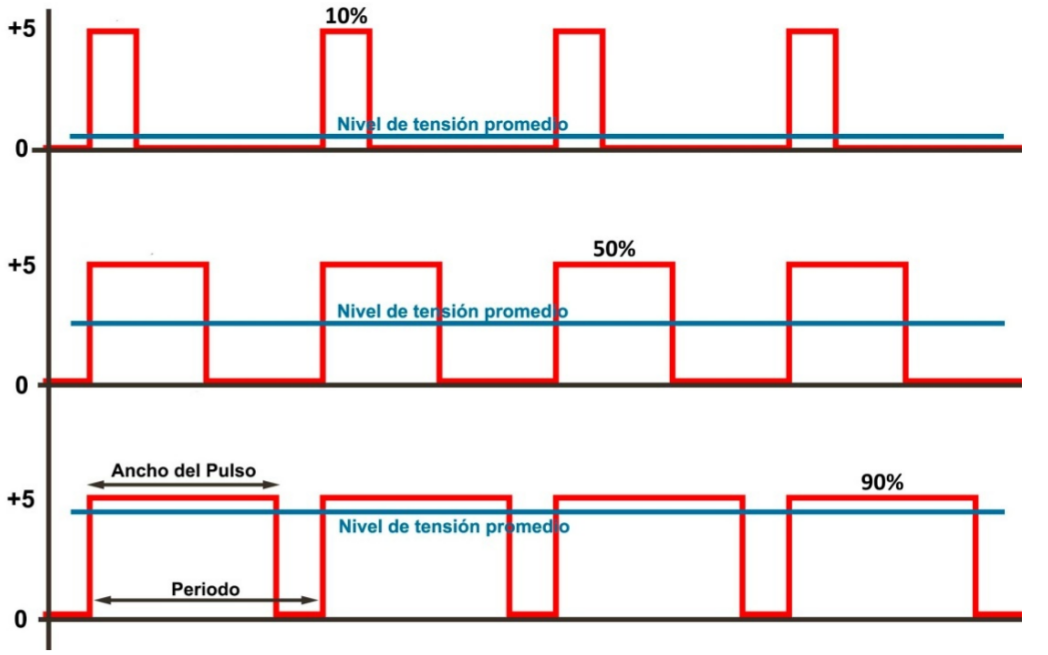 10%
+5
Nivel de tensión promedio
0
50%
+5
Nivel de tensión promedio
0
Ancho del Pulso
90%
+5
Nivel de tensión promedio
Periodo
0